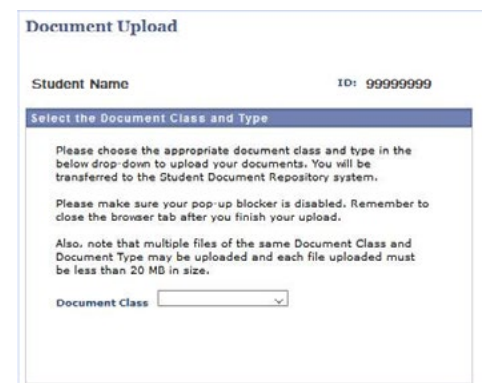 Document Upload
Student Name ID: 99999999
Select the Document Class and Type
Please choose the appropriate document class and type in the
below drop-down to upload your documents. You will be
transferred to the Student Document Repository system.
Please make sure your pop-up blocker is disabled. Remember to
close the browser tab after you finish your upload.
Also, note that multiple files of the same Document Class and
Document Type may be uploaded and each file uploaded must
be less than 20 MB in size.
Document Class